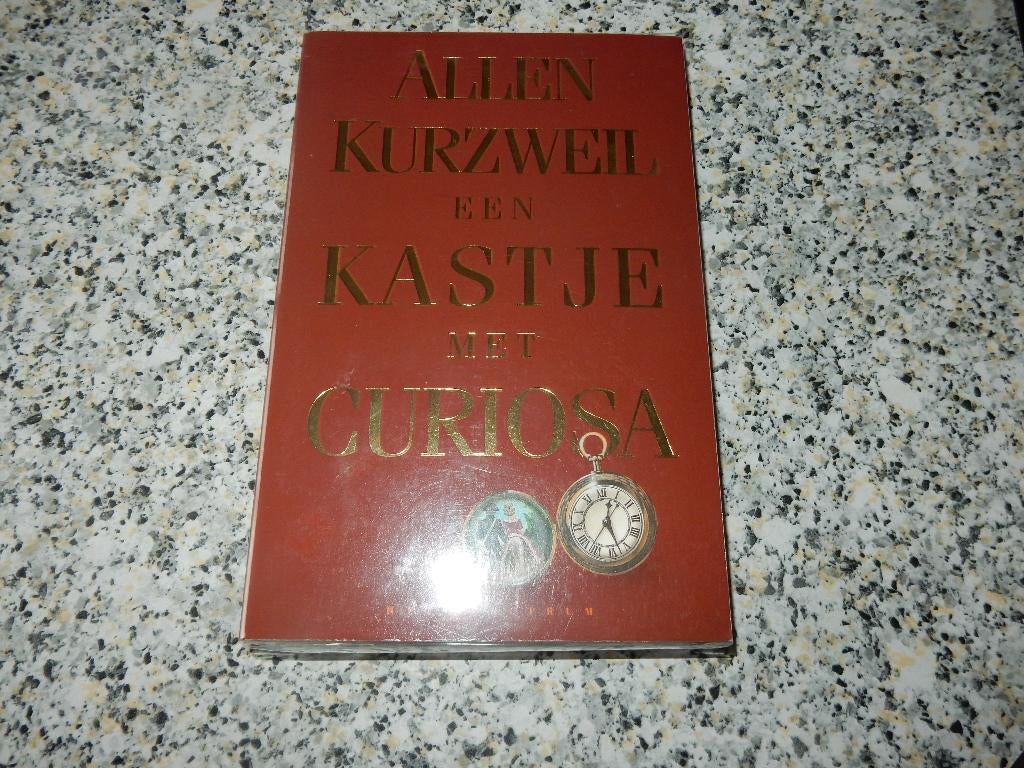 ALLEN
KURZWEIL
EEN
KASTJE
MET
CURIOSA